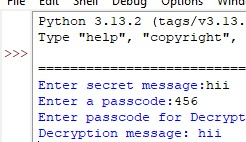 File Edit Shell Debug Options Wind
Python 3.13.2 (tags/v3.13.
Type "help", "copyright",
>>>
=========================
Enter secret message:hii
Enter a passcode:456
Enter passcode for Decrypt
Decryption message: hii